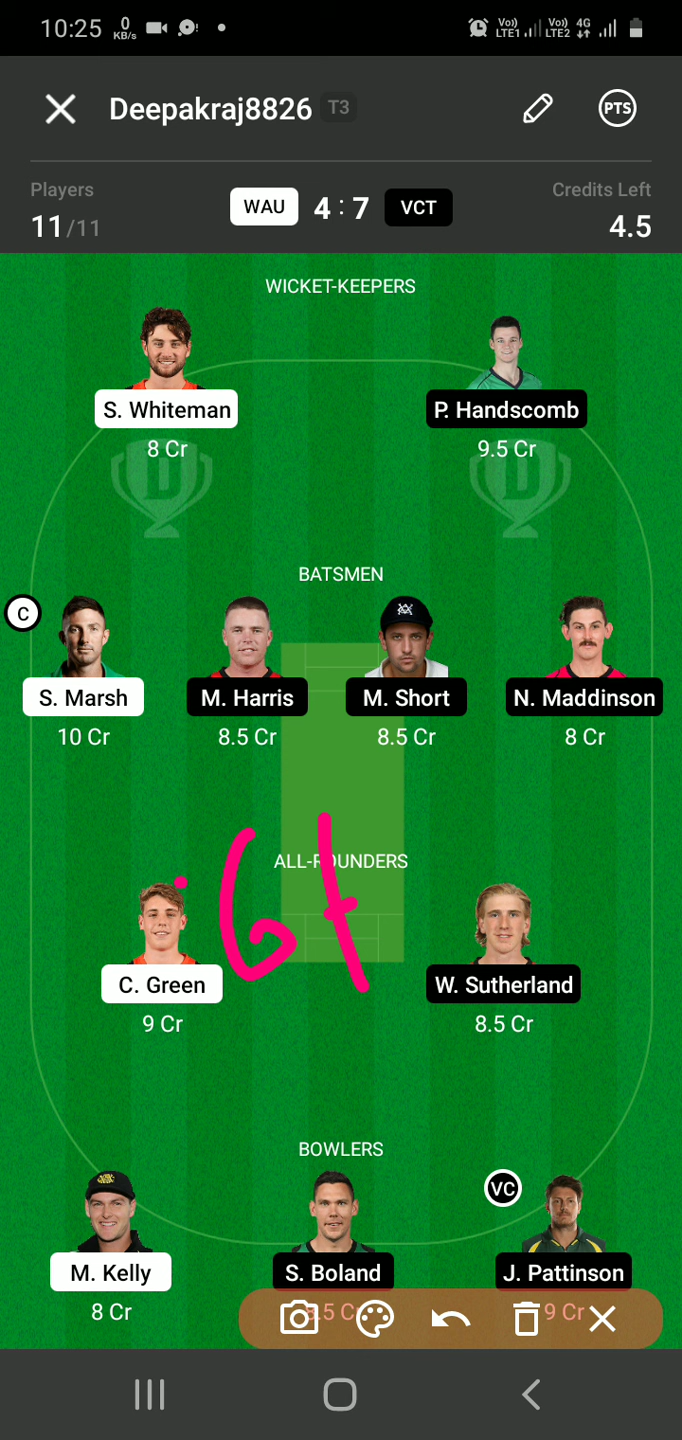 10:25 0 KB/s Vo)) LTE1 Vo)) LTE2 4G
Deepakraj8826 T3 PTS
Players Credits Left
11/11 WAU 4 : 7 VCT 4.5
WICKET-KEEPERS
S. Whiteman P. Handscomb
8 Cr 9.5 Cr
BATSMEN
C
S. Marsh M. Harris M. Short N. Maddinson
10 Cr 8.5 Cr 8.5 Cr 8 Cr
ALL-ROUNDERS
C. Green W. Sutherland
9 Cr 8.5 Cr
BOWLERS
VC
M. Kelly S. Boland J. Pattinson
8 Cr 8.5 Cr 9 Cr